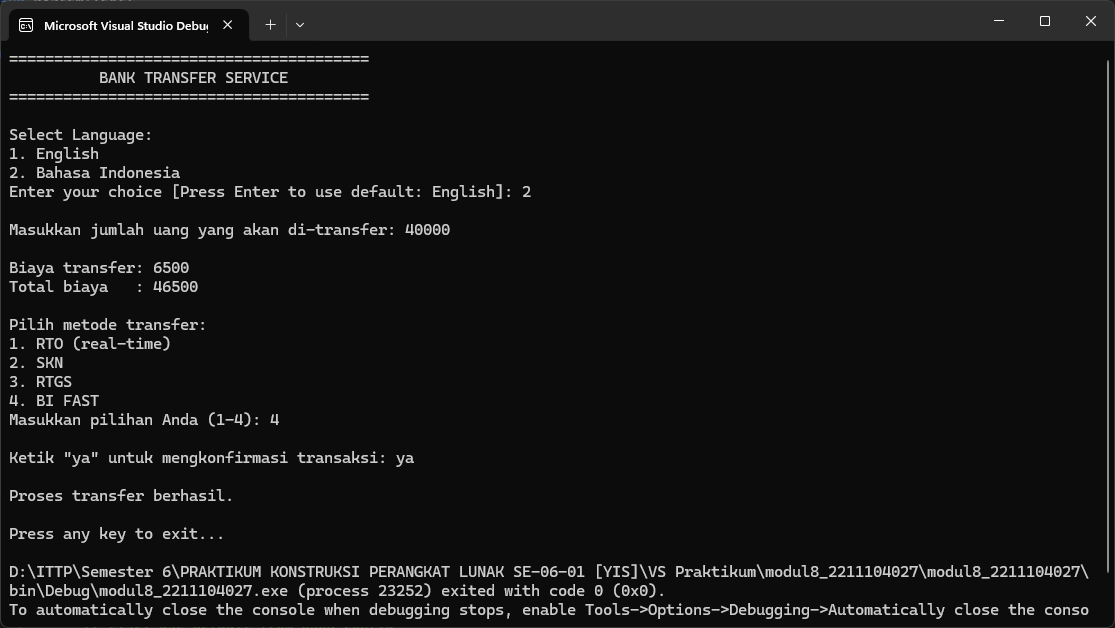 Microsoft Visual Studio Debug
========================================
          BANK TRANSFER SERVICE
========================================
Select Language:
1. English
2. Bahasa Indonesia
Enter your choice [Press Enter to use default: English]: 2
Masukkan jumlah uang yang akan di-transfer: 40000
Biaya transfer: 6500
Total biaya   : 46500
Pilih metode transfer:
1. RTO (real-time)
2. SKN
3. RTGS
4. BI FAST
Masukkan pilihan Anda (1-4): 4
Ketik "ya" untuk mengkonfirmasi transaksi: ya
Proses transfer berhasil.
Press any key to exit...
D:\ITTP\Semester 6\PRAKTIKUM KONSTRUKSI PERANGKAT LUNAK SE-06-01 [YIS]\VS Praktikum\modul8_2211104027\modul8_2211104027\
bin\Debug\modul8_2211104027.exe (process 23252) exited with code 0 (0x0).
To automatically close the console when debugging stops, enable Tools->Options->Debugging->Automatically close the conso